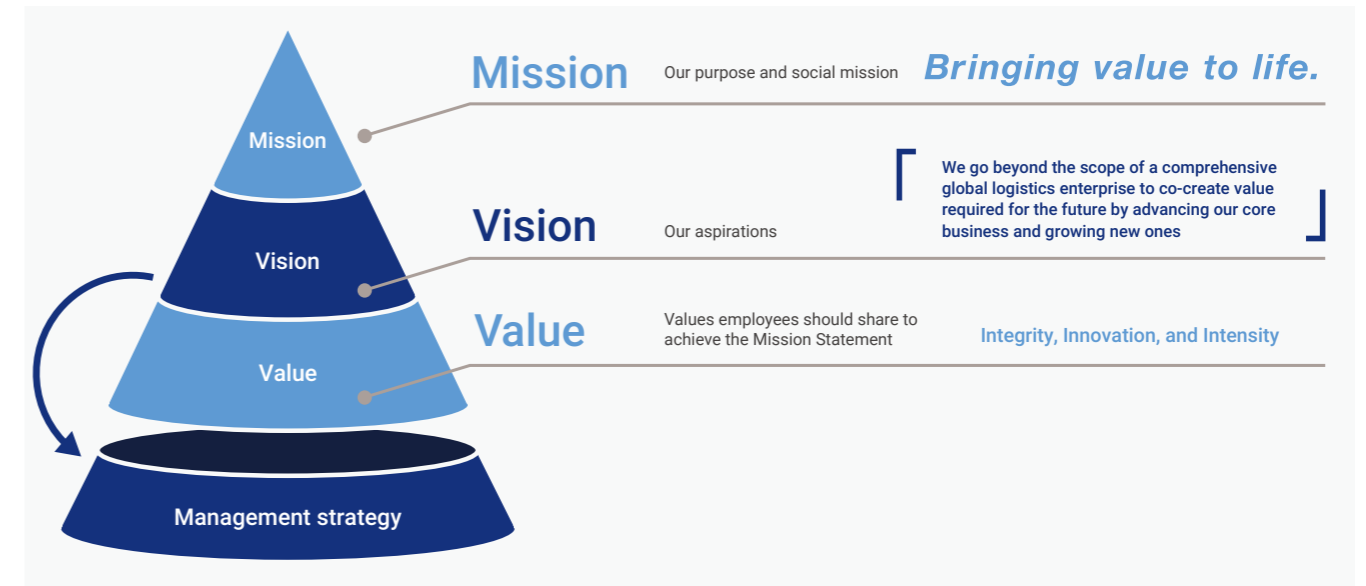 Mission
Our purpose and social mission
Bringing value to life.
Mission
We go beyond the scope of a comprehensive
global logistics enterprise to co-create value
required for the future by advancing our core
business and growing new ones
Vision
Our aspirations
Vision
Value
Values employees should share to
achieve the Mission Statement
Integrity, Innovation, and Intensity
Value
Management strategy